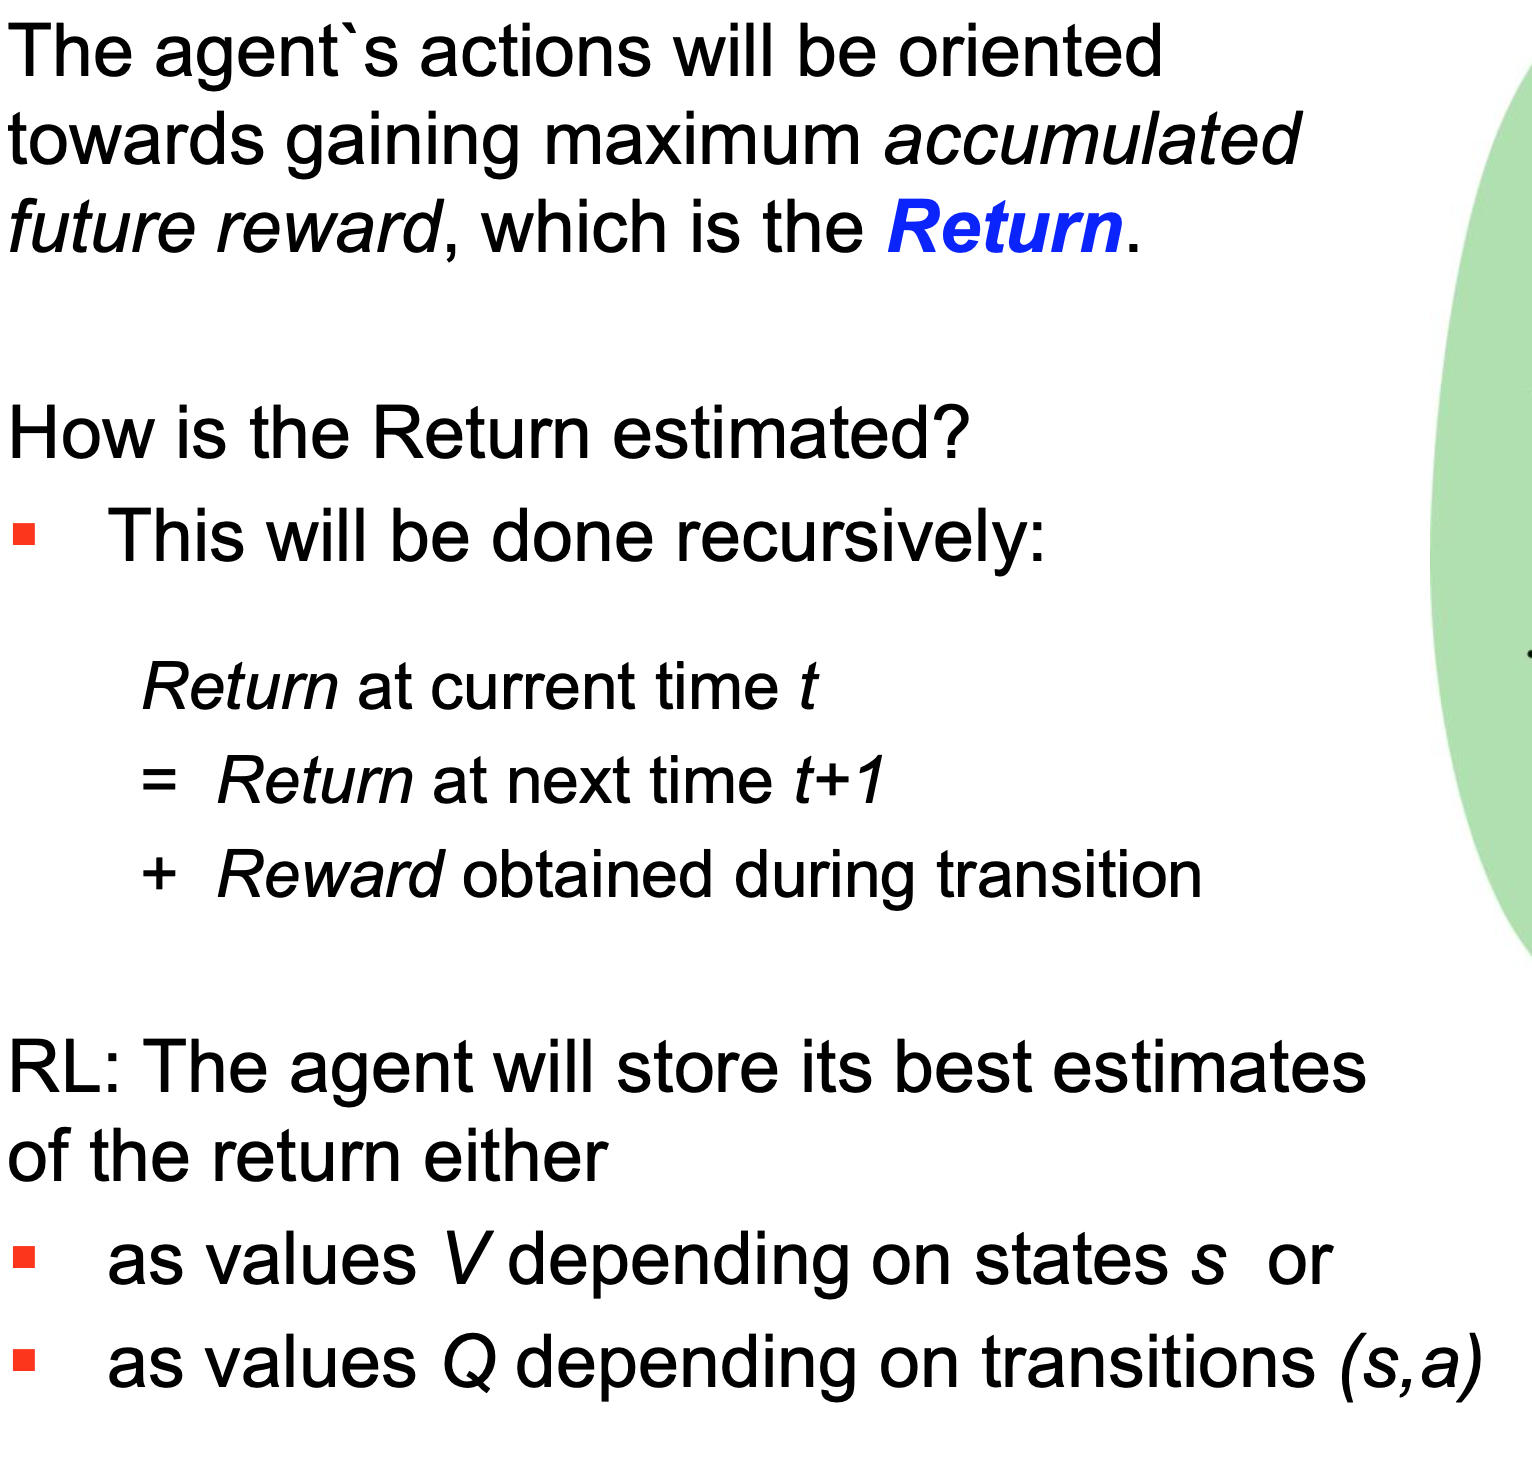 The agent`s actions will be oriented
towards gaining maximum accumulated
future reward, which is the Return.
How is the Return estimated?
▪ This will be done recursively:
Return at current time t
= Return at next time t+1
+ Reward obtained during transition
RL: The agent will store its best estimates
of the return either
▪ as values V depending on states s or
▪ as values Q depending on transitions (s,a)